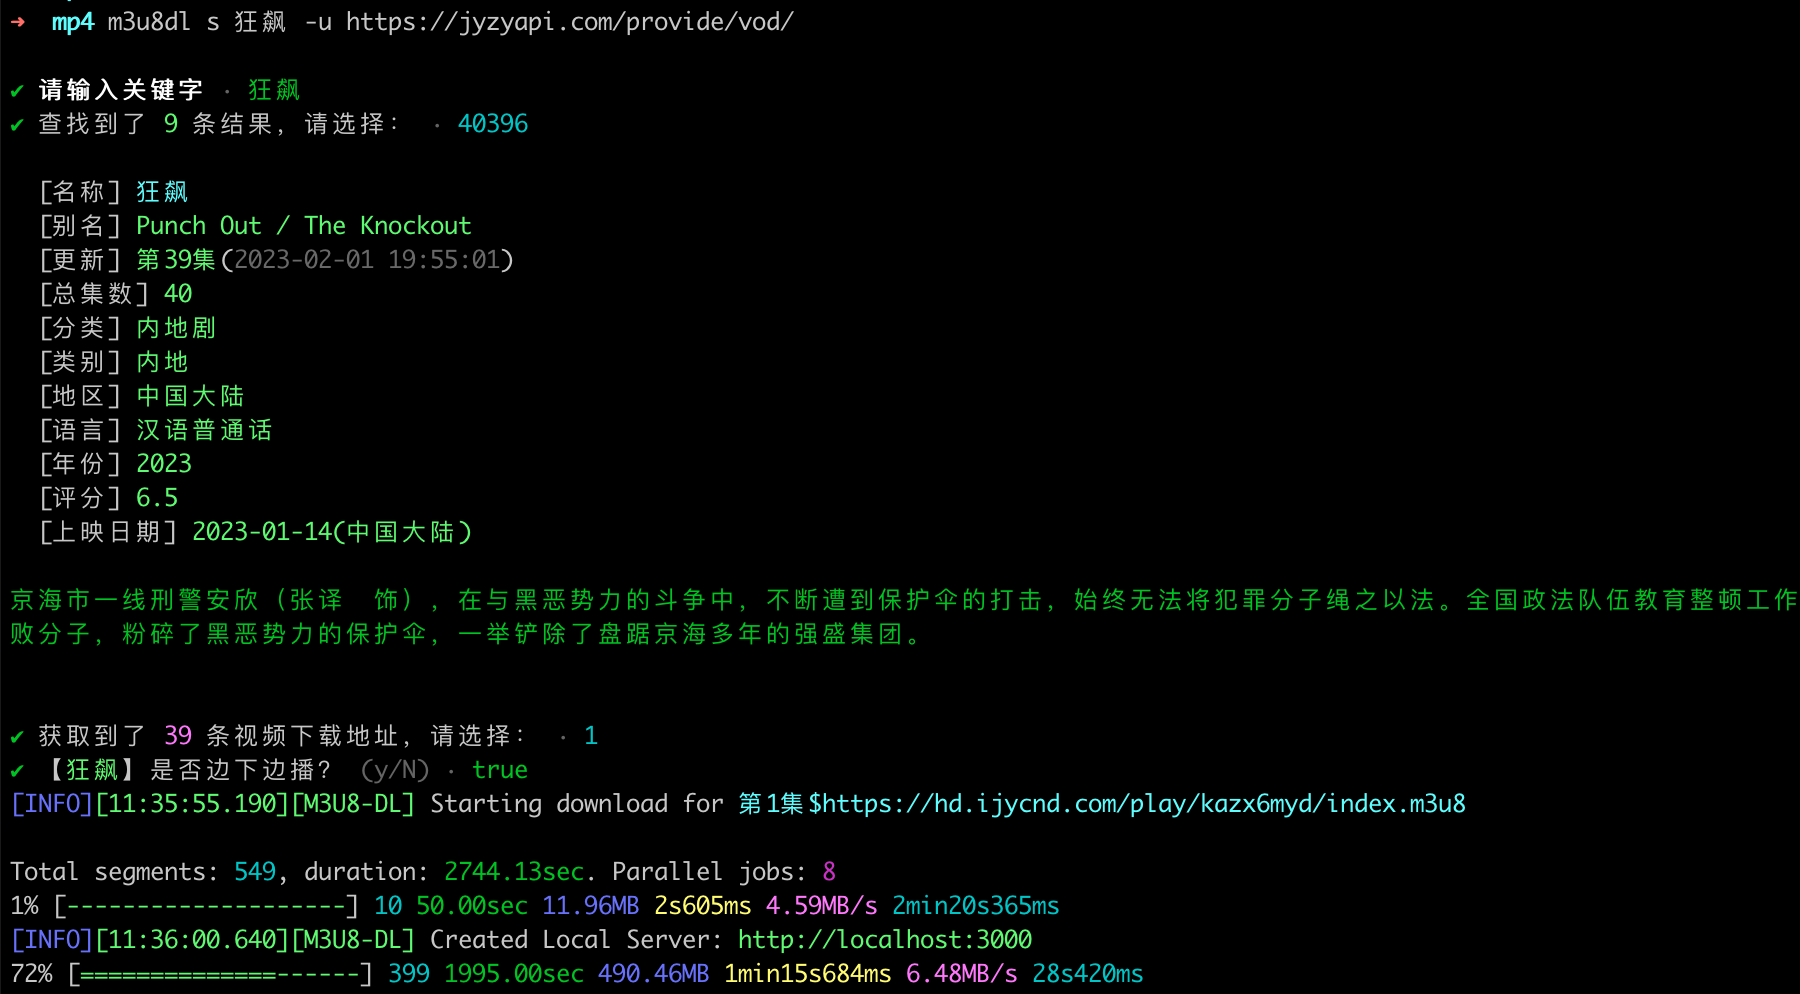 ➜ mp4 m3u8dl s 狂飙 -u https://jyzyapi.com/provide/vod/
✔ 请输入关键字 · 狂飙
✔ 查找到了 9 条结果，请选择： · 40396
[名称] 狂飙
[别名] Punch Out / The Knockout
[更新] 第39集(2023-02-01 19:55:01)
[总集数] 40
[分类] 内地剧
[类别] 内地
[地区] 中国大陆
[语言] 汉语普通话
[年份] 2023
[评分] 6.5
[上映日期] 2023-01-14(中国大陆)
京海市一线刑警安欣（张译 饰），在与黑恶势力的斗争中，不断遭到保护伞的打击，始终无法将犯罪分子绳之以法。全国政法队伍教育整顿工作
败分子，粉碎了黑恶势力的保护伞，一举铲除了盘踞京海多年的强盛集团。
✔ 获取到了 39 条视频下载地址，请选择： · 1
✔ 【狂飙】是否边下边播？ (y/N) · true
[INFO][11:35:55.190][M3U8-DL] Starting download for 第1集$https://hd.ijycnd.com/play/kazx6myd/index.m3u8
Total segments: 549, duration: 2744.13sec. Parallel jobs: 8
1% [--------------------] 10 50.00sec 11.96MB 2s605ms 4.59MB/s 2min20s365ms
[INFO][11:36:00.640][M3U8-DL] Created Local Server: http://localhost:3000
72% [==============------] 399 1995.00sec 490.46MB 1min15s684ms 6.48MB/s 28s420ms